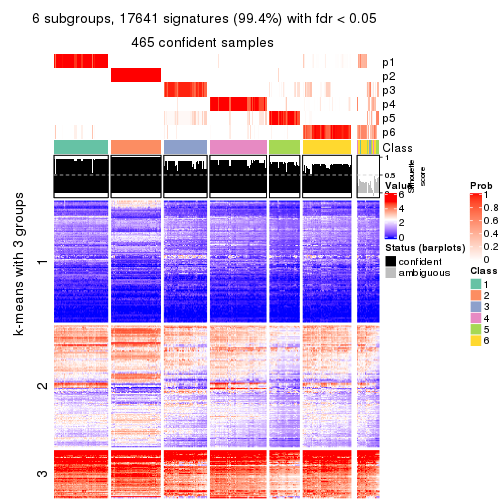 6 subgroups, 17641 signatures (99.4%) with fdr < 0.05
465 confident samples
p1
p2
p3
p4
p5
p6
Class
1
0.5
0
Silhouette
score
k-means with 3 groups
1
2
3
Value
6
4
2
0
Status (barplots)
confident
ambiguous
Prob
1
0.8
0.6
0.4
0.2
0
Class
1
2
3
4
5
6